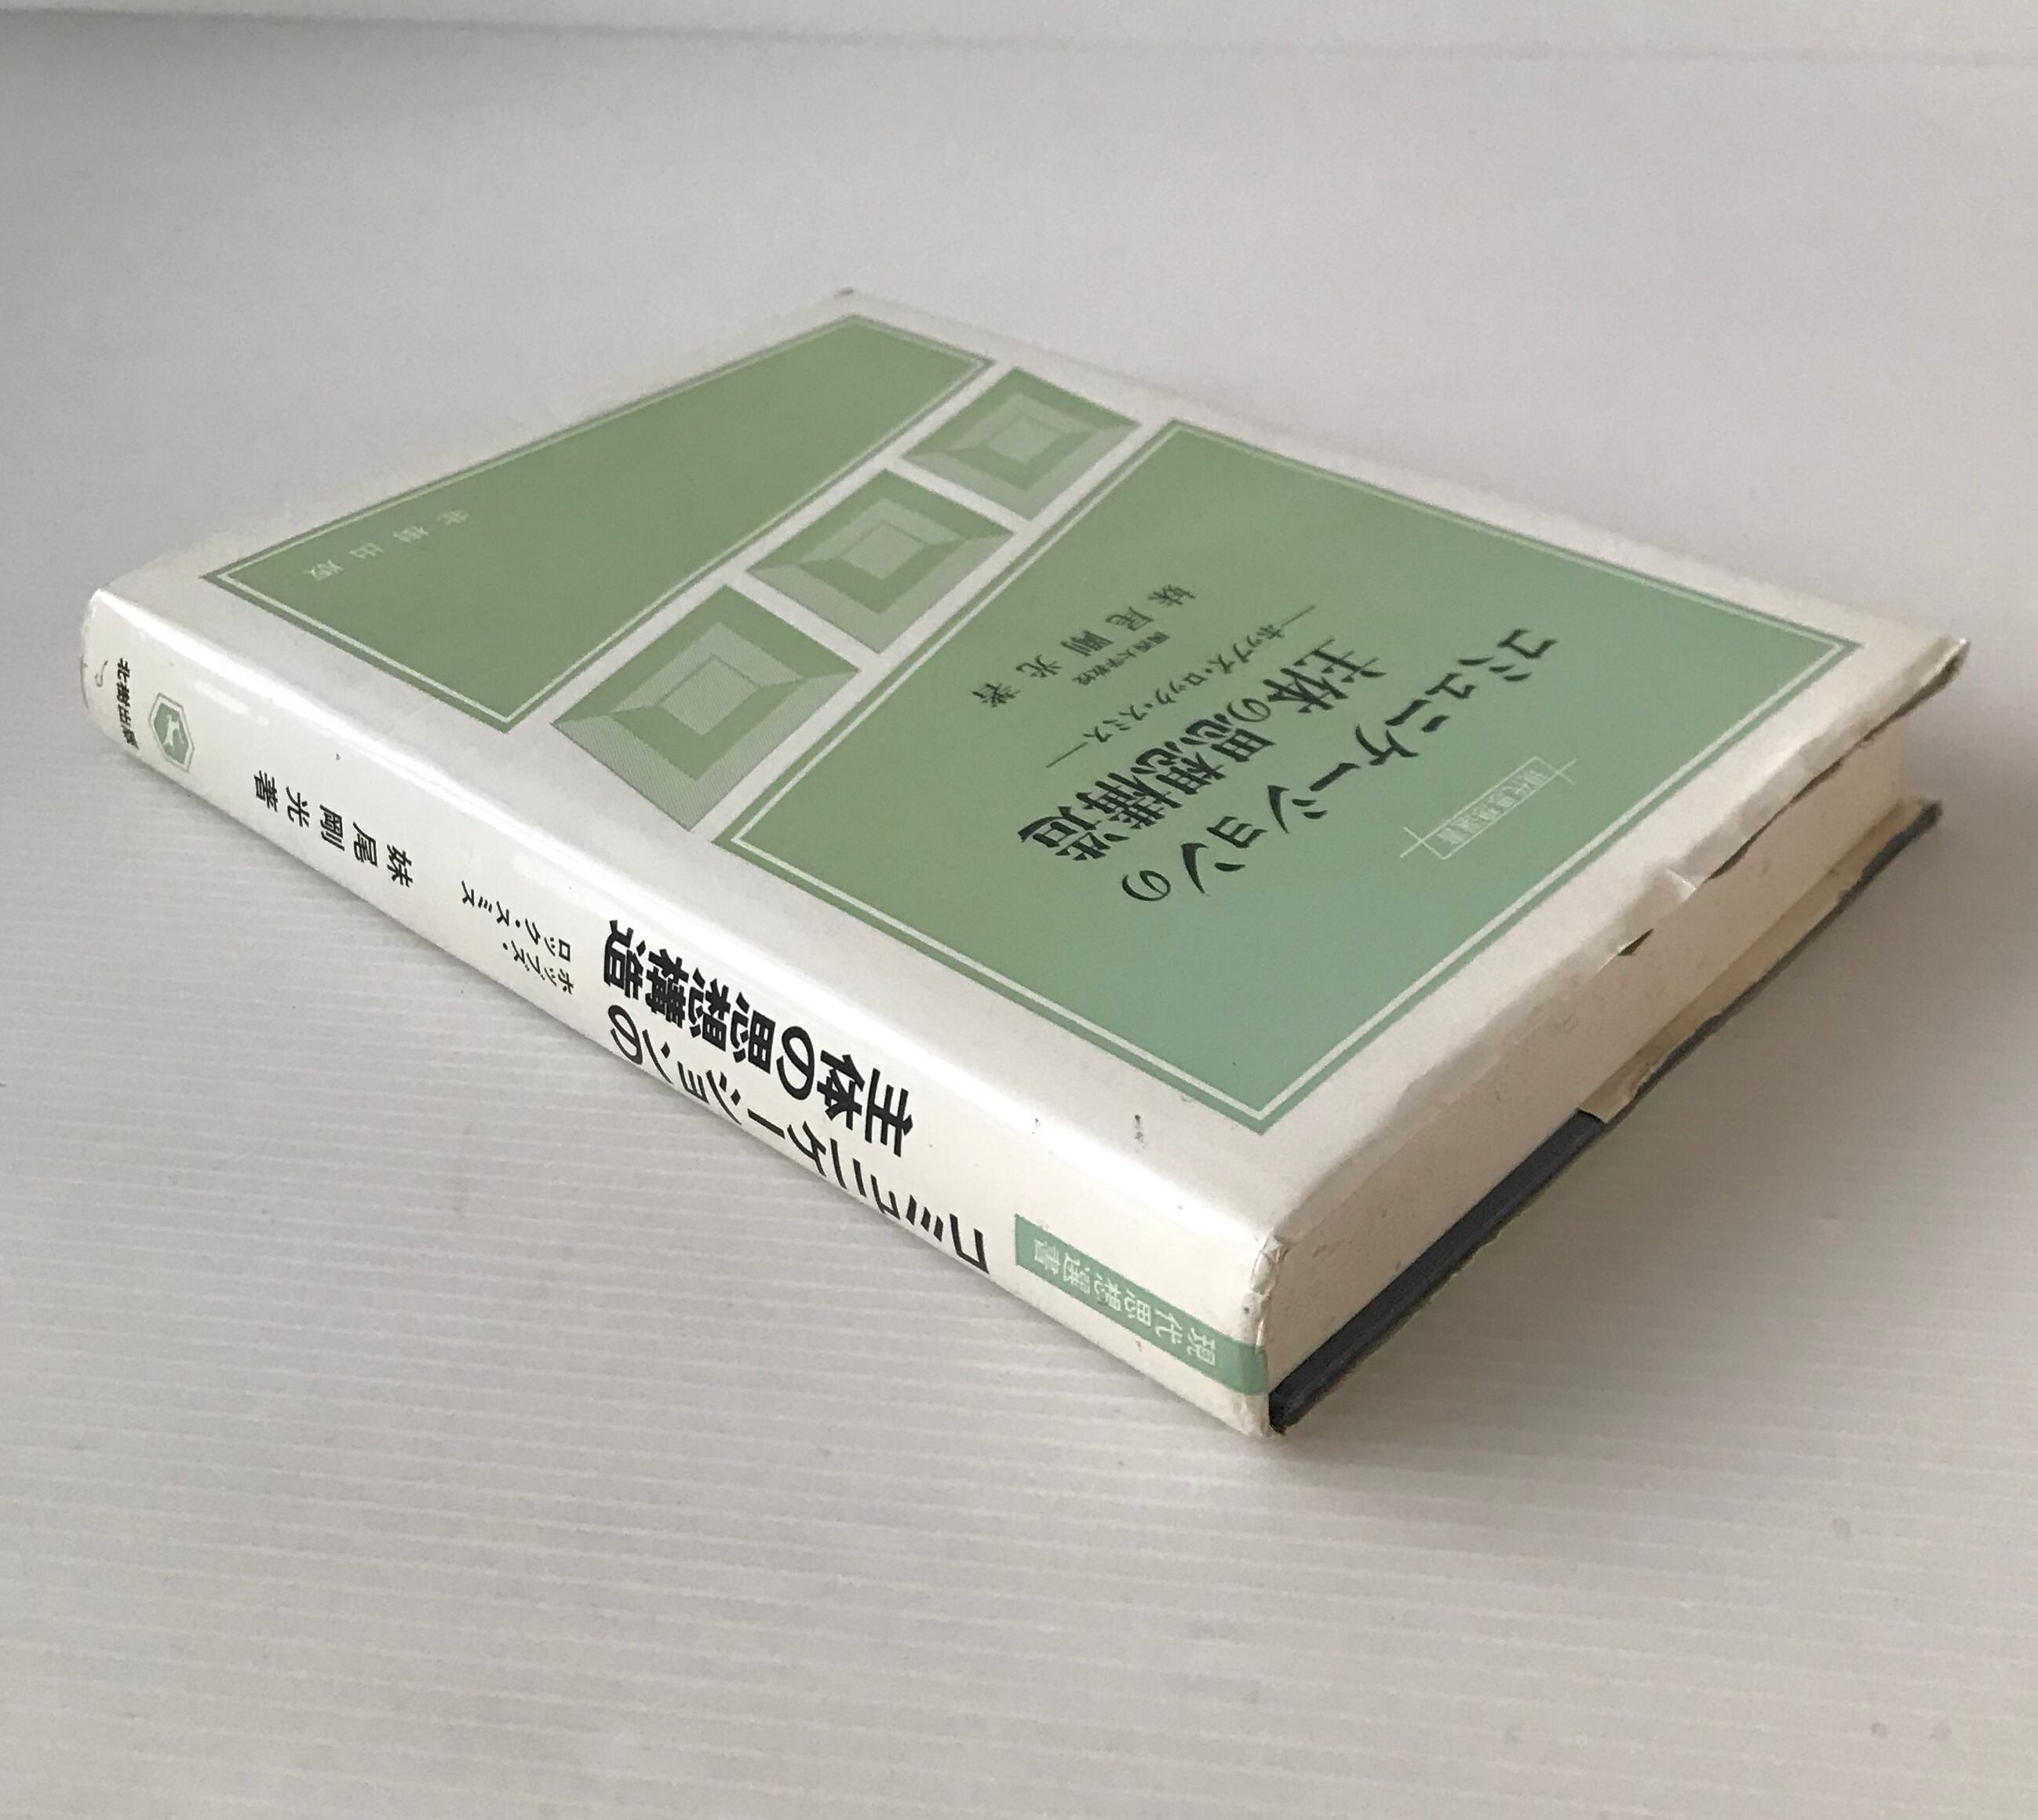 現代思想選書
コミュニケーションの
主体の思想構造
―ホッブズ・ロック・スミス―
関西大学教授
妹尾剛光著
北樹出版
現代思想選書
コミュニケーションの
主体の思想構造
ホッブズ・
ロック・スミス
妹尾剛光著
北樹出版